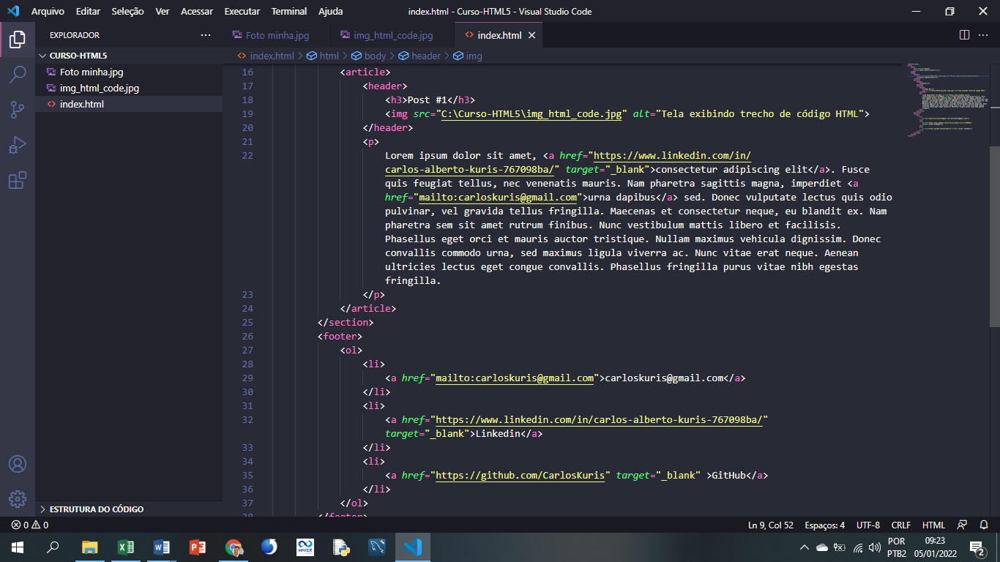 Arquivo Editar Seleção Ver Acessar Executar Terminal Ajuda
index.html - Curso-HTML5 - Visual Studio Code
EXPLORADOR
Foto minha.jpg
img_html_code.jpg
index.html
CURSO-HTML5
Foto minha.jpg
img_html_code.jpg
index.html
index.html > html > body > header > img
16 <article>
17 <header>
18 <h3>Post #1</h3>
19 <img src="C:\Curso-HTML5\img_html_code.jpg" alt="Tela exibindo trecho de código HTML">
20 </header>
21 <p>
22 Lorem ipsum dolor sit amet, <a href="https://www.linkedin.com/in/
carlos-alberto-kuris-767098ba/" target="_blank">consectetur adipiscing elit</a>. Fusce
quis feugiat tellus, nec venenatis mauris. Nam pharetra sagittis magna, imperdiet <a
href="mailto:carloskuris@gmail.com">urna dapibus</a> sed. Donec vulputate lectus quis odio
pulvinar, vel gravida tellus fringilla. Maecenas et consectetur neque, eu blandit ex. Nam
pharetra sem sit amet rutrum finibus. Nunc vestibulum mattis libero et facilisis.
Phasellus eget orci et mauris auctor tristique. Nullam maximus vehicula dignissim. Donec
convallis commodo urna, sed maximus ligula viverra ac. Nunc vitae erat neque. Aenean
ultricies lectus eget congue convallis. Phasellus fringilla purus vitae nibh egestas
fringilla.
23 </p>
24 </article>
25 </section>
26 <footer>
27 <ol>
28 <li>
29 <a href="mailto:carloskuris@gmail.com">carloskuris@gmail.com</a>
30 </li>
31 <li>
32 <a href="https://www.linkedin.com/in/carlos-alberto-kuris-767098ba/"
target="_blank">Linkedin</a>
33 </li>
34 <li>
35 <a href="https://github.com/CarlosKuris" target="_blank" >GitHub</a>
36 </li>
37 </ol>
38 </footer>
ESTRUTURA DO CÓDIGO
0 0
Ln 9, Col 52 Espaços: 4 UTF-8 CRLF HTML
MAKER
POR
PTB2
09:23
05/01/2022
2